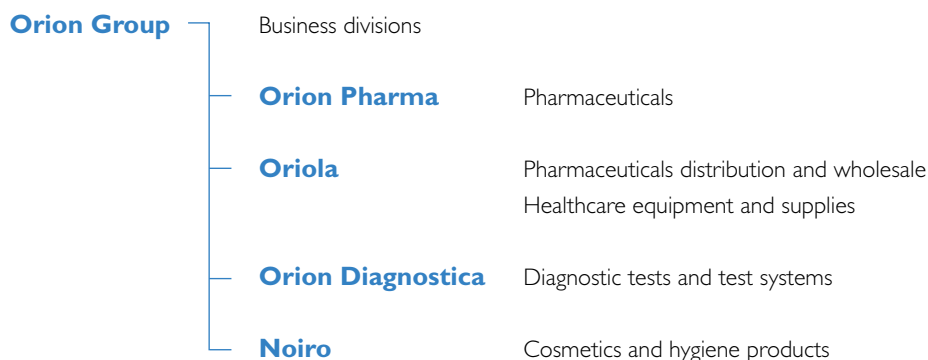 Orion Group Business divisions
Orion Pharma Pharmaceuticals
Oriola Pharmaceuticals distribution and wholesale
Healthcare equipment and supplies
Orion Diagnostica Diagnostic tests and test systems
Noiro Cosmetics and hygiene products